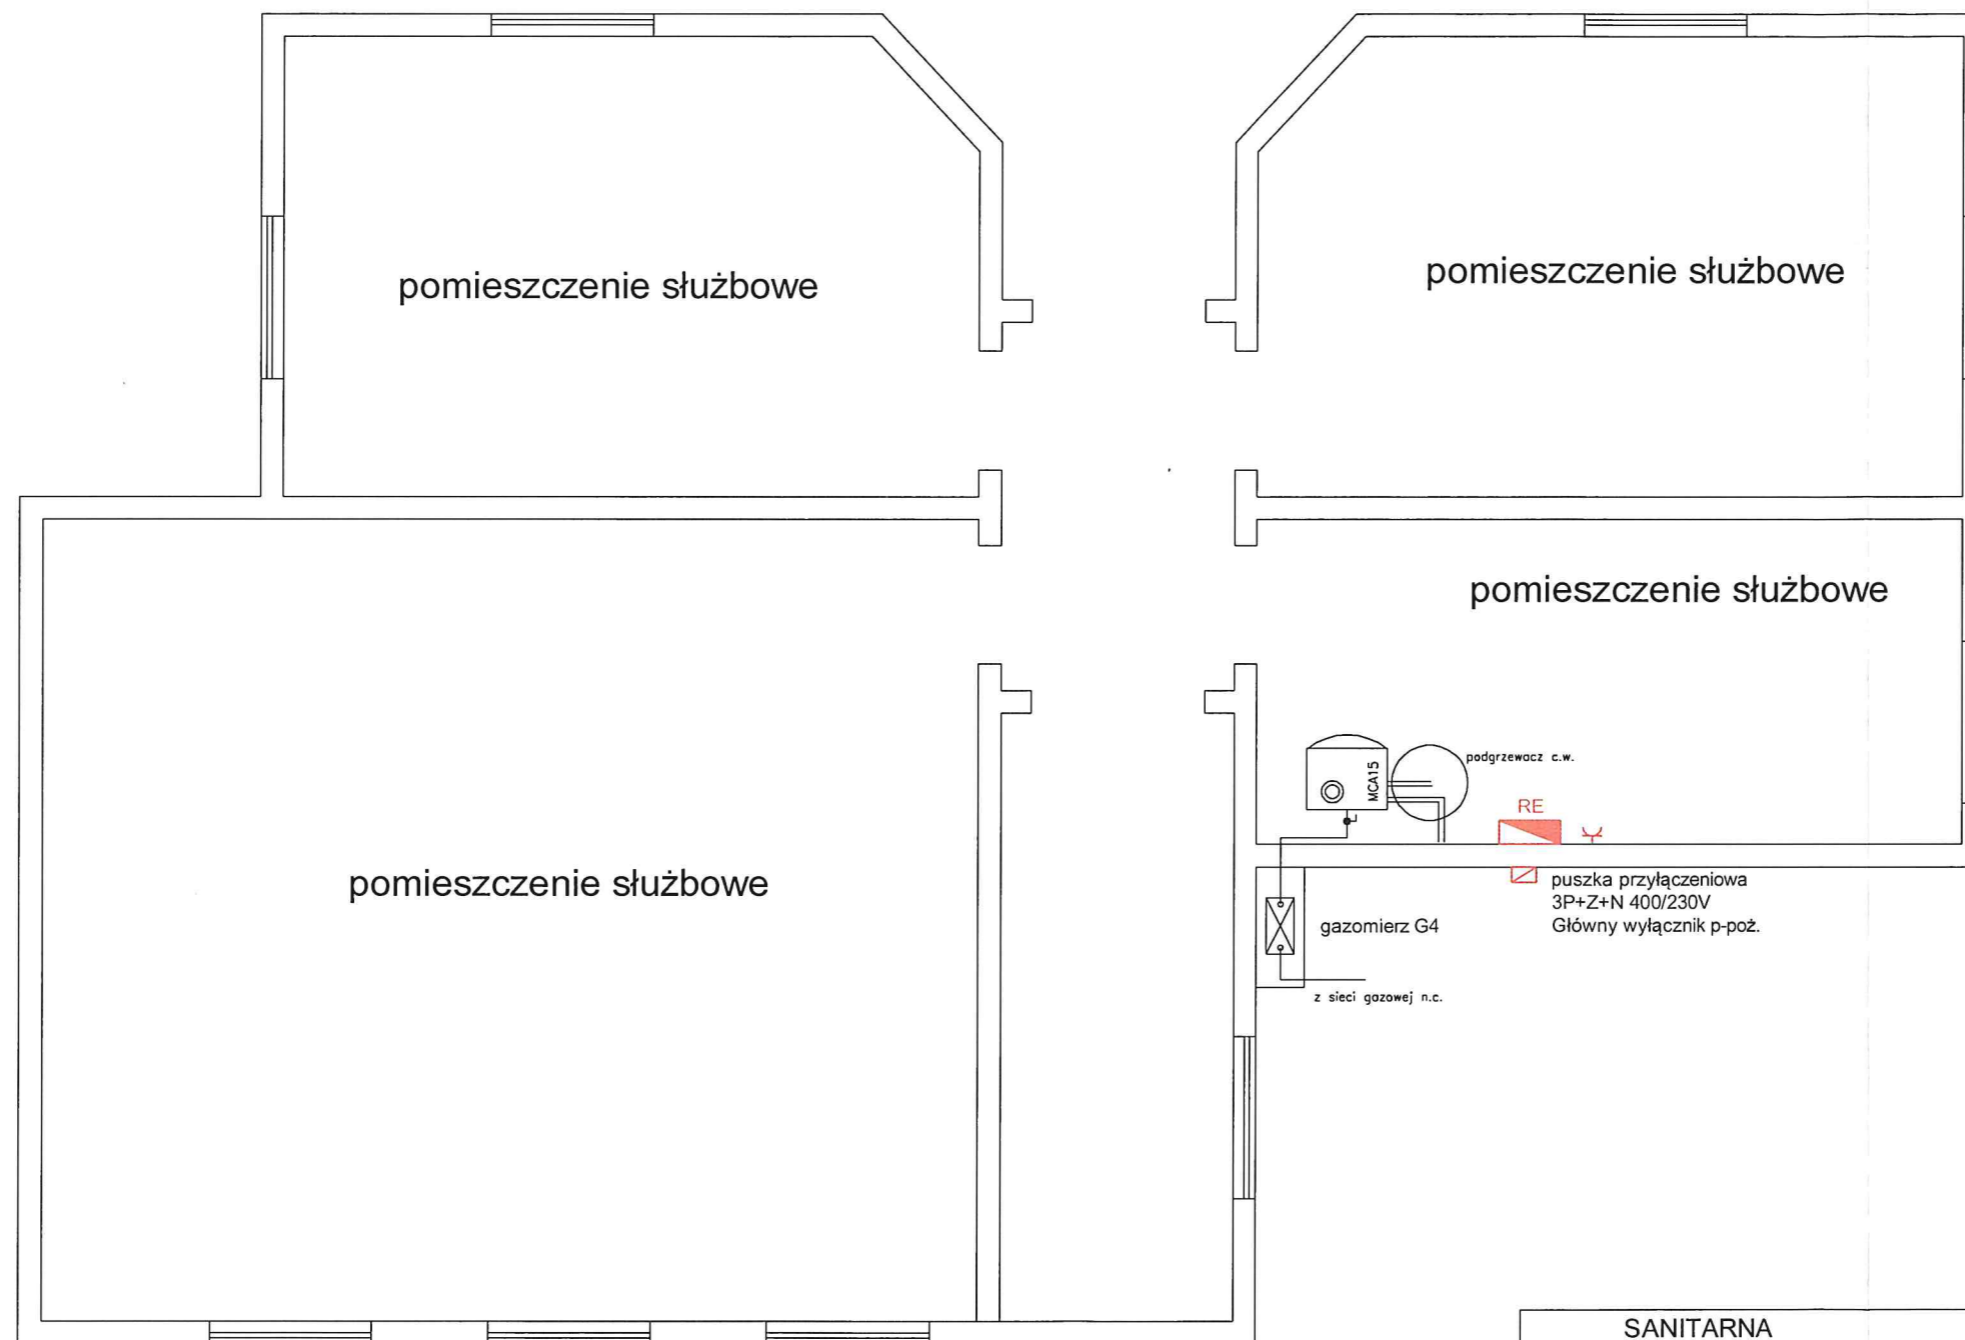 pomieszczenie służbowe
pomieszczenie służbowe
pomieszczenie służbowe
MCA15
podgrzewacz c.w.
RE
pomieszczenie służbowe
puszka przyłączeniowa
3P+Z+N 400/230V
Główny wyłącznik p-poż.
gazomierz G4
z sieci gazowej n.c.
SANITARNA